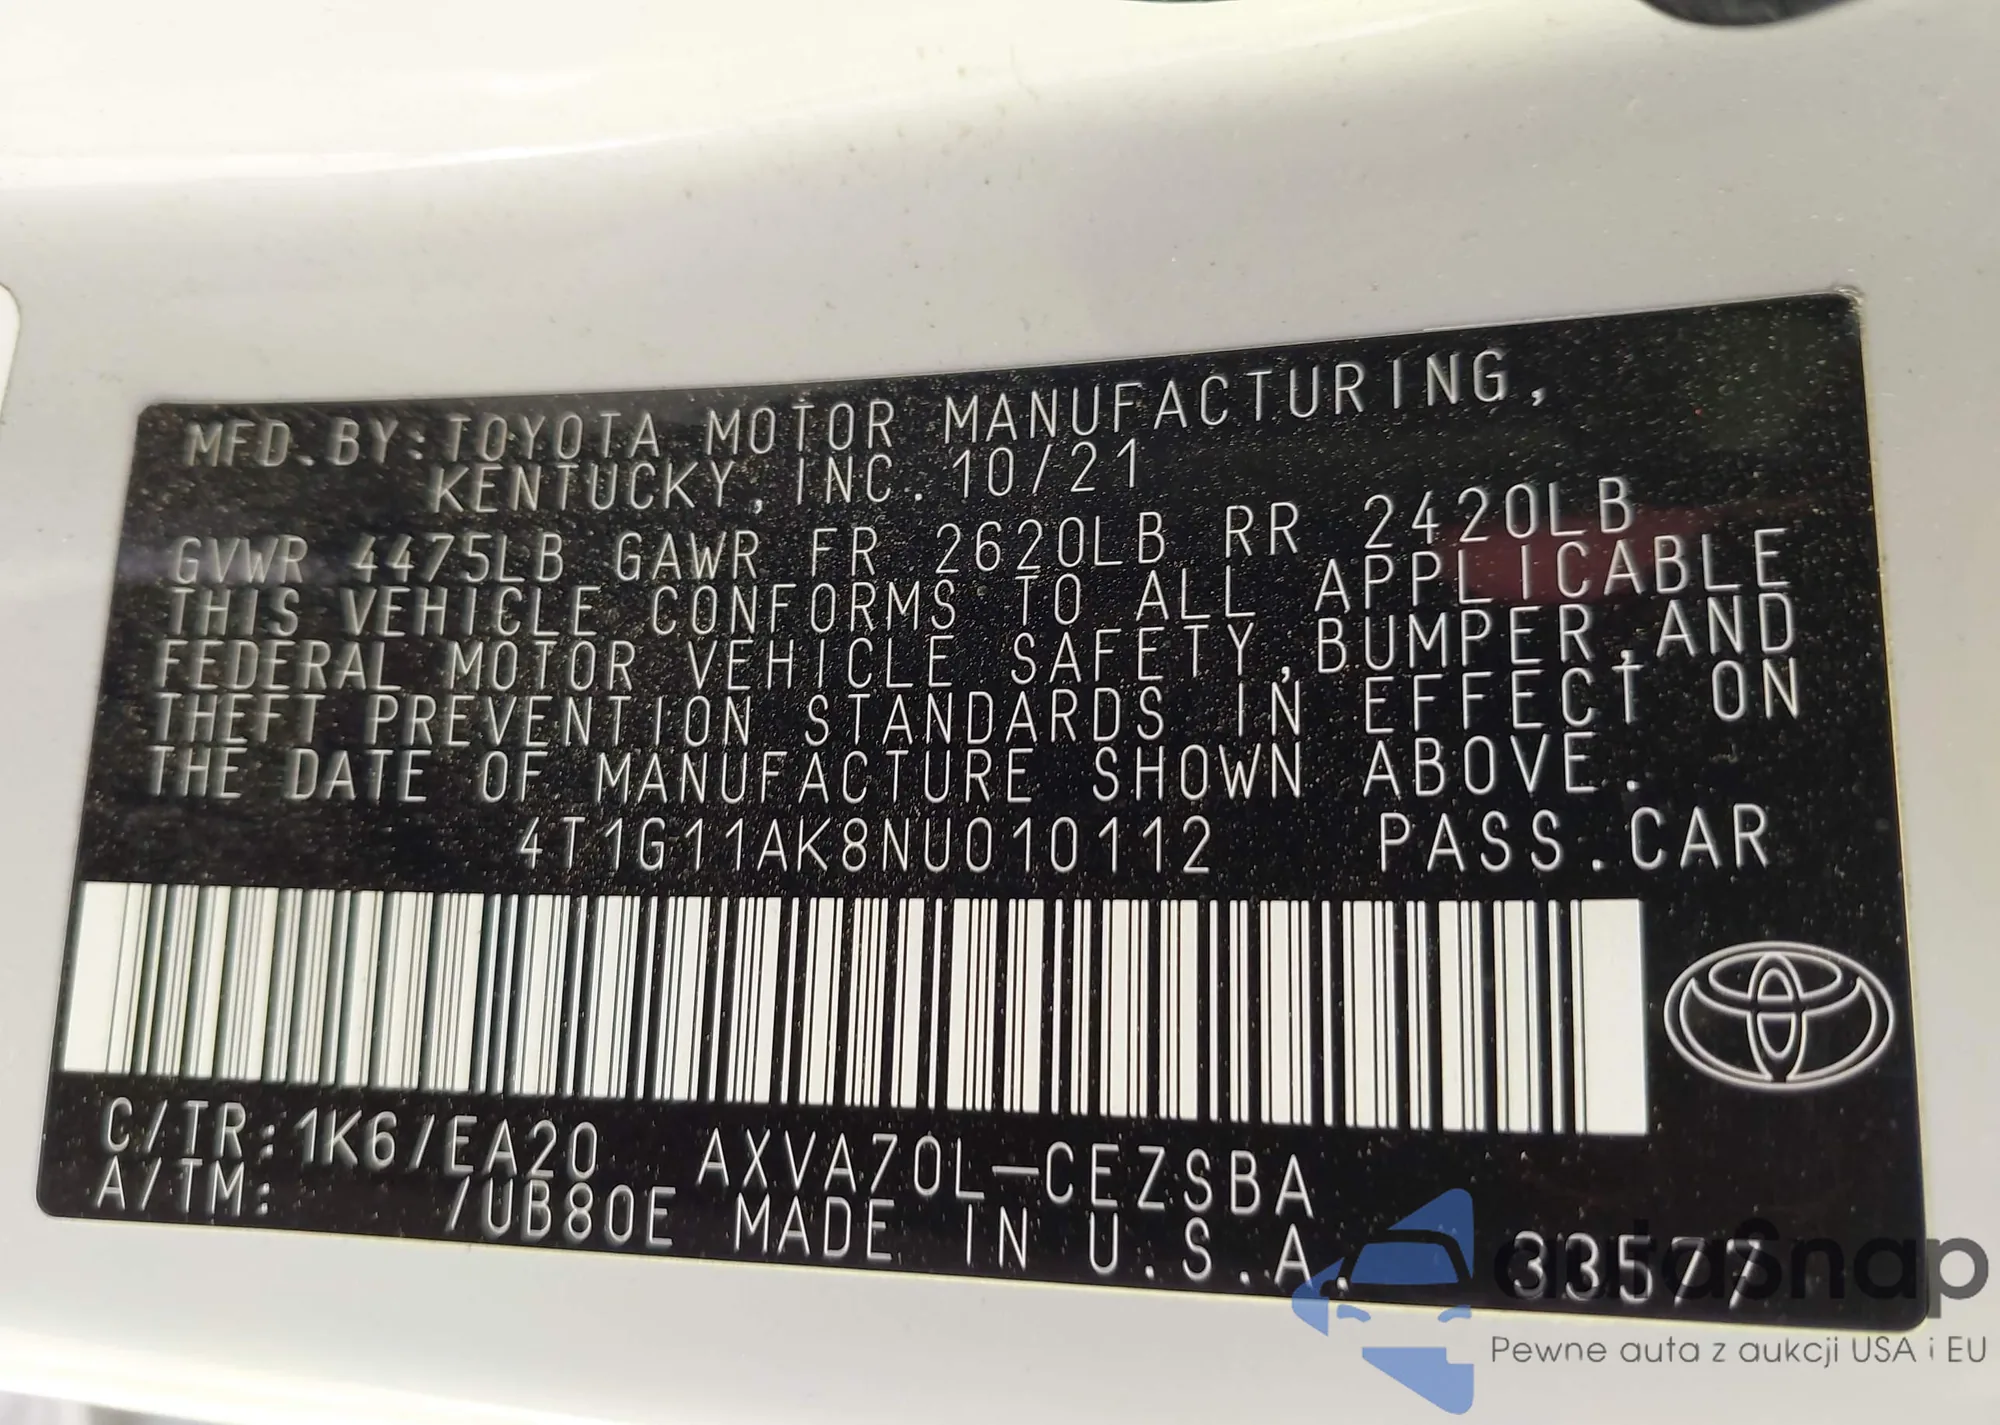 MFD. BY: TOYOTA MOTOR MANUFACTURING,
KENTUCKY, INC. 10/21
GVWR 4475LB GAWR FR 2620LB RR 2420LB
THIS VEHICLE CONFORMS TO ALL APPLICABLE
FEDERAL MOTOR VEHICLE SAFETY, BUMPER, AND
THEFT PREVENTION STANDARDS IN EFFECT ON
THE DATE OF MANUFACTURE SHOWN ABOVE.
4T1G11AK8NU010112 PASS. CAR
C/TR: 1K6/EA20 AXVA70L-CEZSBA
A/TM: /UB80E MADE IN U.S.A. 33577
autosnap
Pewne auta z aukcji USA i EU